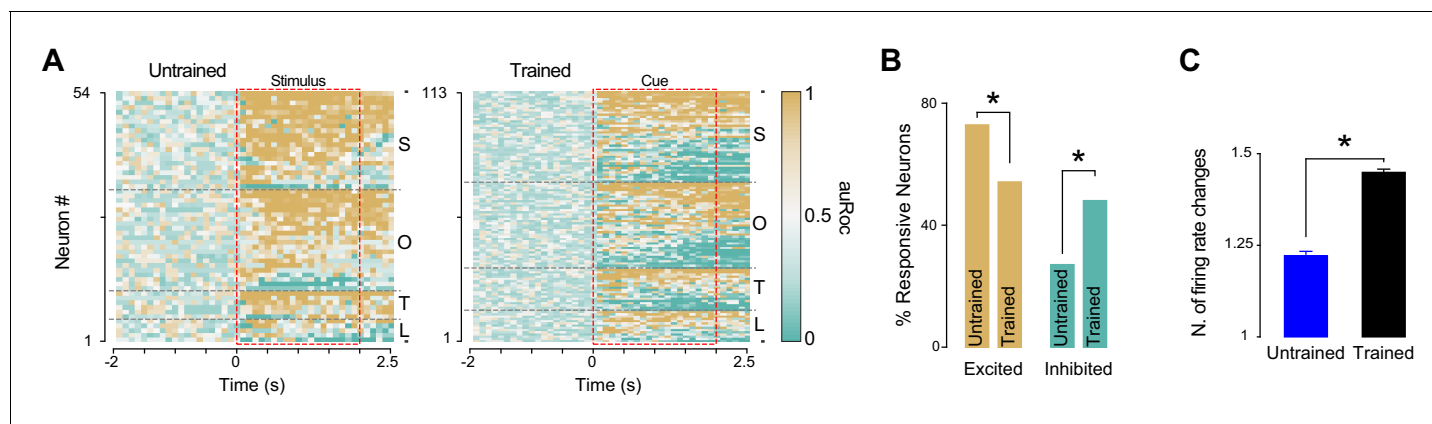 A
Untrained
Stimulus
54
Neuron #
1
S
O
T
L
-2
0
2.5
Time (s)
Trained
Cue
113
1
S
O
T
L
-2
0
2.5
Time (s)
1
0.5
0
auRoc
B
80
40
0
% Responsive Neurons
*
*
Untrained
Trained
Untrained
Trained
Excited
Inhibited
C
1.5
1.25
1
N. of firing rate changes
*
Untrained
Trained